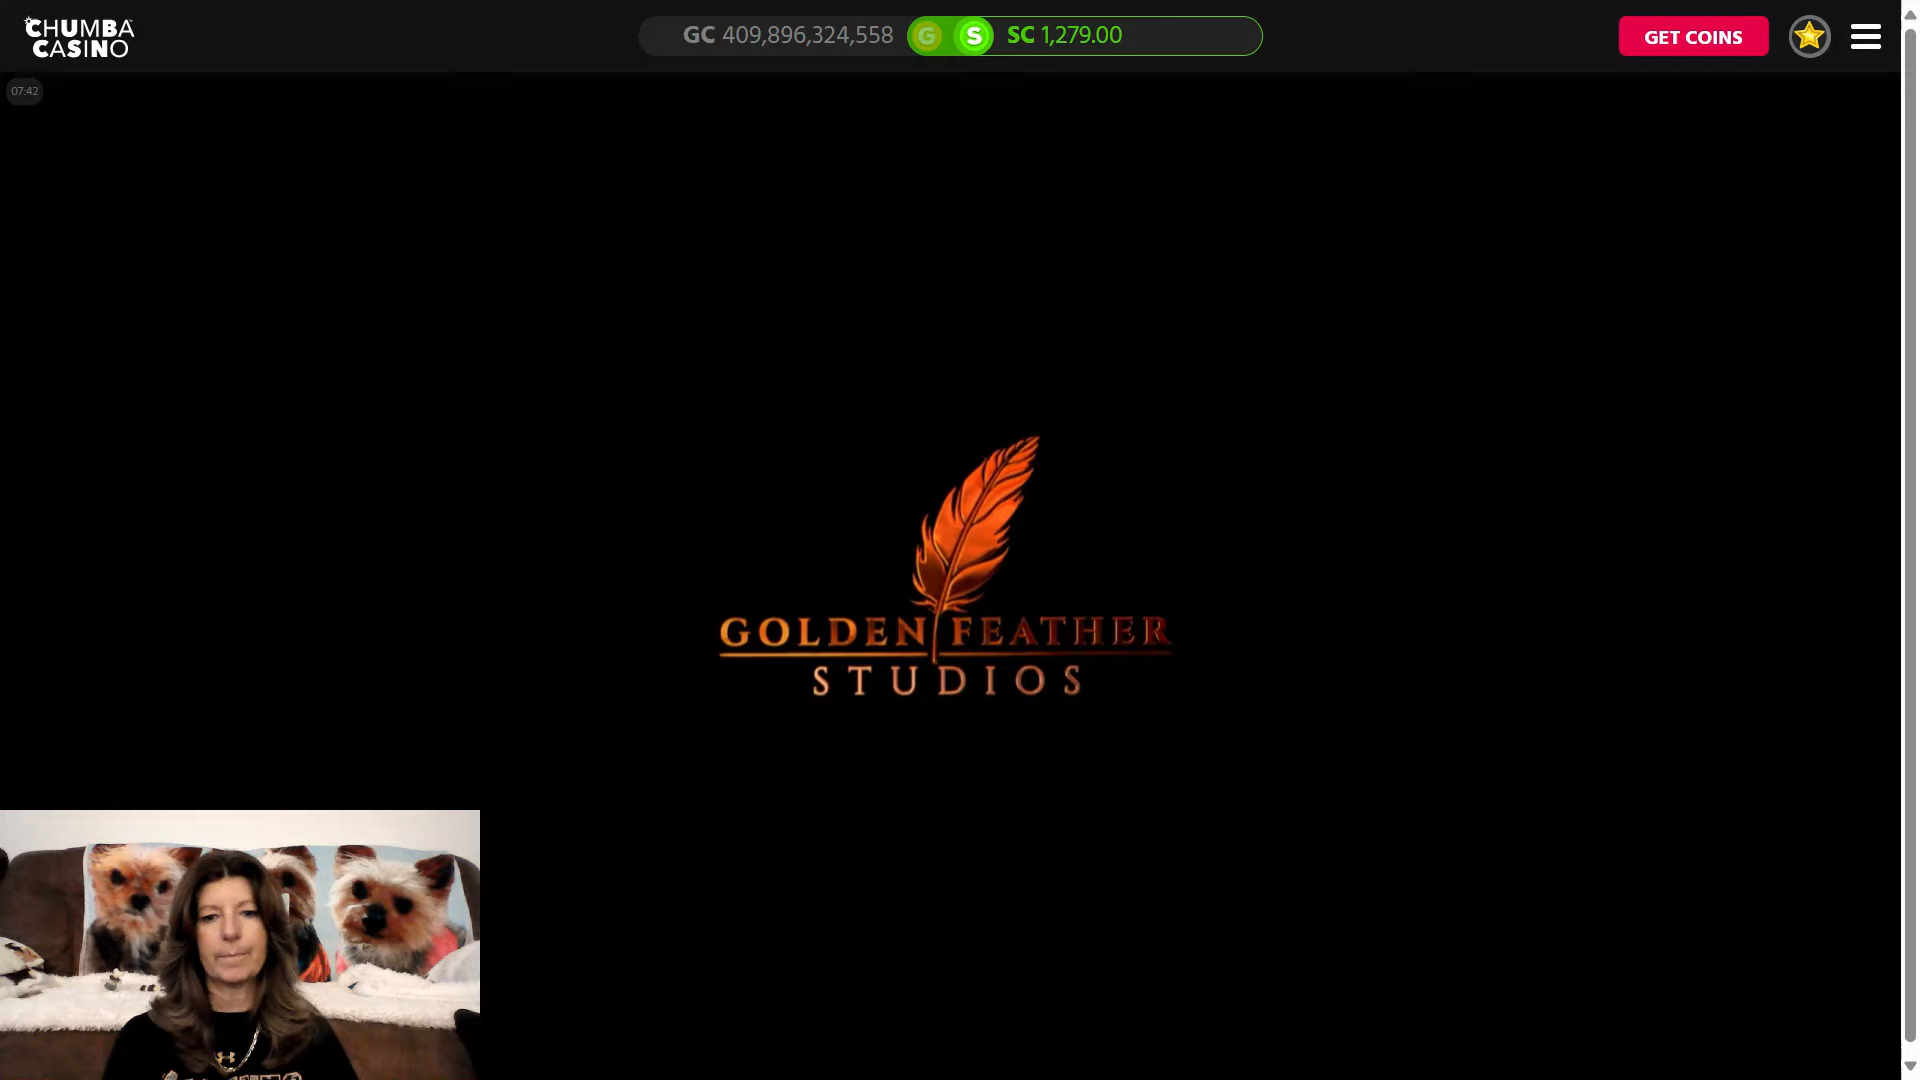 CHUMBA
CASINO
GC 409,896,324,558
G
S
SC 1,279.00
GET COINS
07:42
GOLDEN FEATHER
STUDIOS